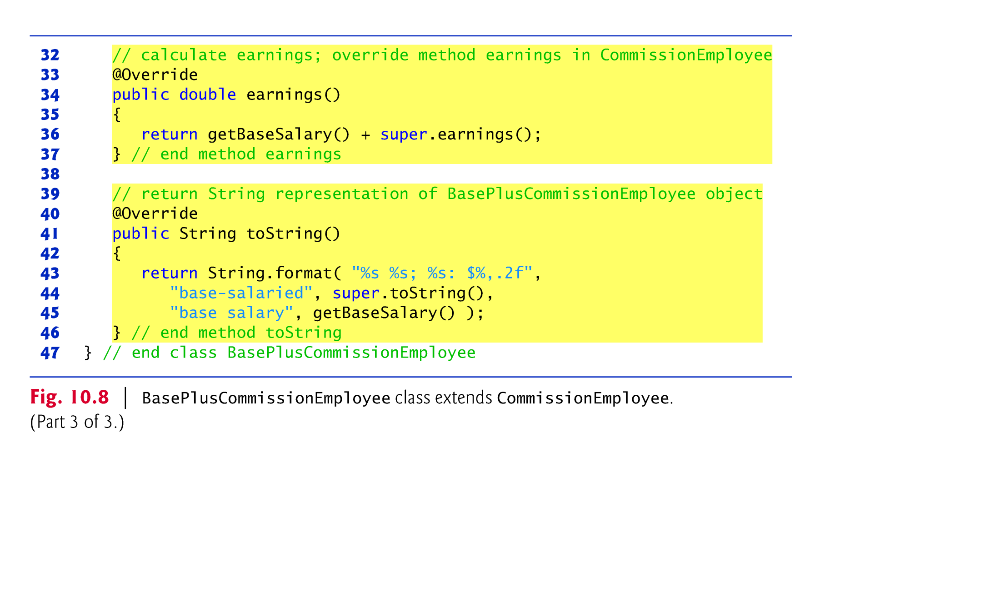 32 // calculate earnings; override method earnings in CommissionEmployee
33 @Override
34 public double earnings()
35 {
36 return getBaseSalary() + super.earnings();
37 } // end method earnings
38
39 // return String representation of BasePlusCommissionEmployee object
40 @Override
41 public String toString()
42 {
43 return String.format( "%s %s; %s: $%,.2f",
44 "base-salaried", super.toString(),
45 "base salary", getBaseSalary() );
46 } // end method toString
47 } // end class BasePlusCommissionEmployee
Fig. 10.8 | BasePlusCommissionEmployee class extends CommissionEmployee.
(Part 3 of 3.)